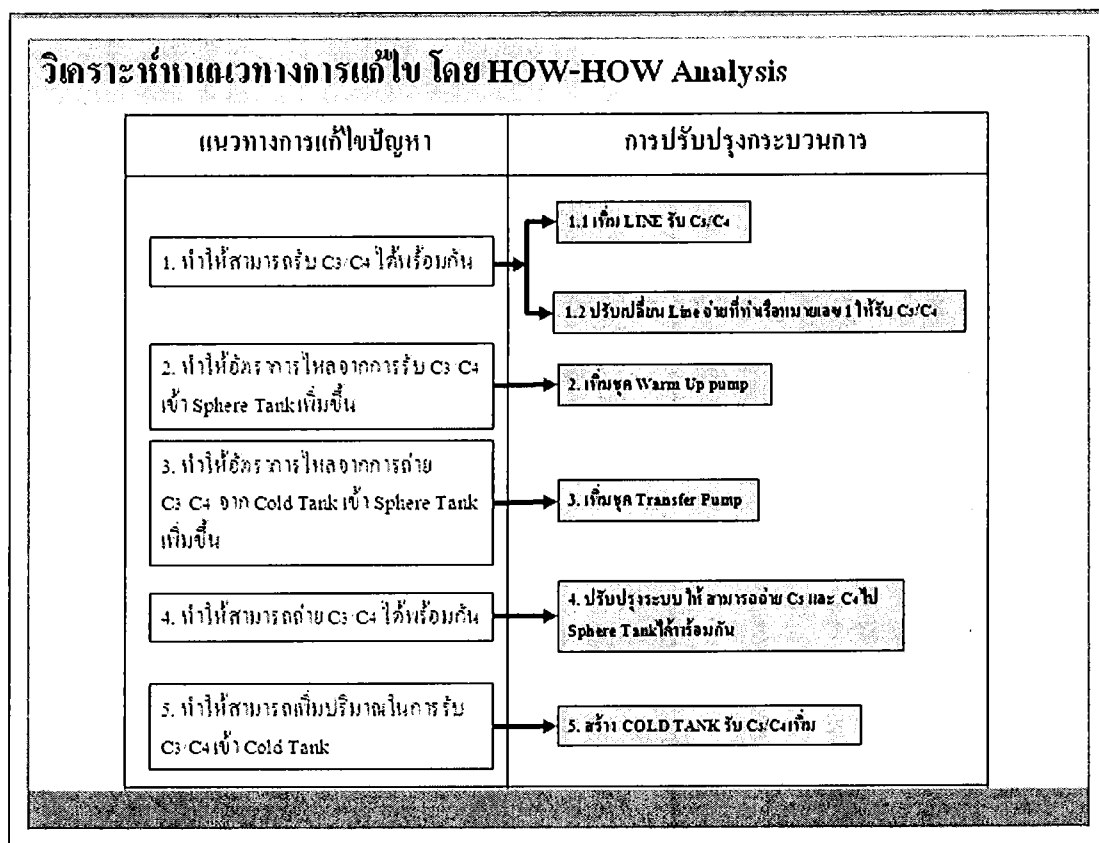 วิเคราะห์หาแนวทางการแก้ไข โดย HOW-HOW Analysis
แนวทางการแก้ไขปัญหา
การปรับปรุงกระบวนการ
1. ทำให้สามารถรับ C3/C4 ได้พร้อมกัน
1.1 เพิ่ม LINE รับ C3/C4
1.2 ปรับเปลี่ยน Line จ่ายที่ท่าเรือหมายเลข 1 ให้รับ C3/C4
2. ทำให้อัตราการไหลจากการรับ C3/C4
เข้า Sphere Tank เพิ่มขึ้น
2. เพิ่มชุด Warm Up pump
3. ทำให้อัตราการไหลจากการถ่าย
C3/C4 จาก Cold Tank เข้า Sphere Tank
เพิ่มขึ้น
3. เพิ่มชุด Transfer Pump
4. ทำให้สามารถถ่าย C3/C4 ได้พร้อมกัน
4. ปรับปรุงระบบ ให้ สามารถถ่าย C3 และ C4 ไป
Sphere Tank ได้พร้อมกัน
5. ทำให้สามารถเพิ่มปริมาณในการรับ
C3/C4 เข้า Cold Tank
5. สร้าง COLD TANK รับ C3/C4 เพิ่ม